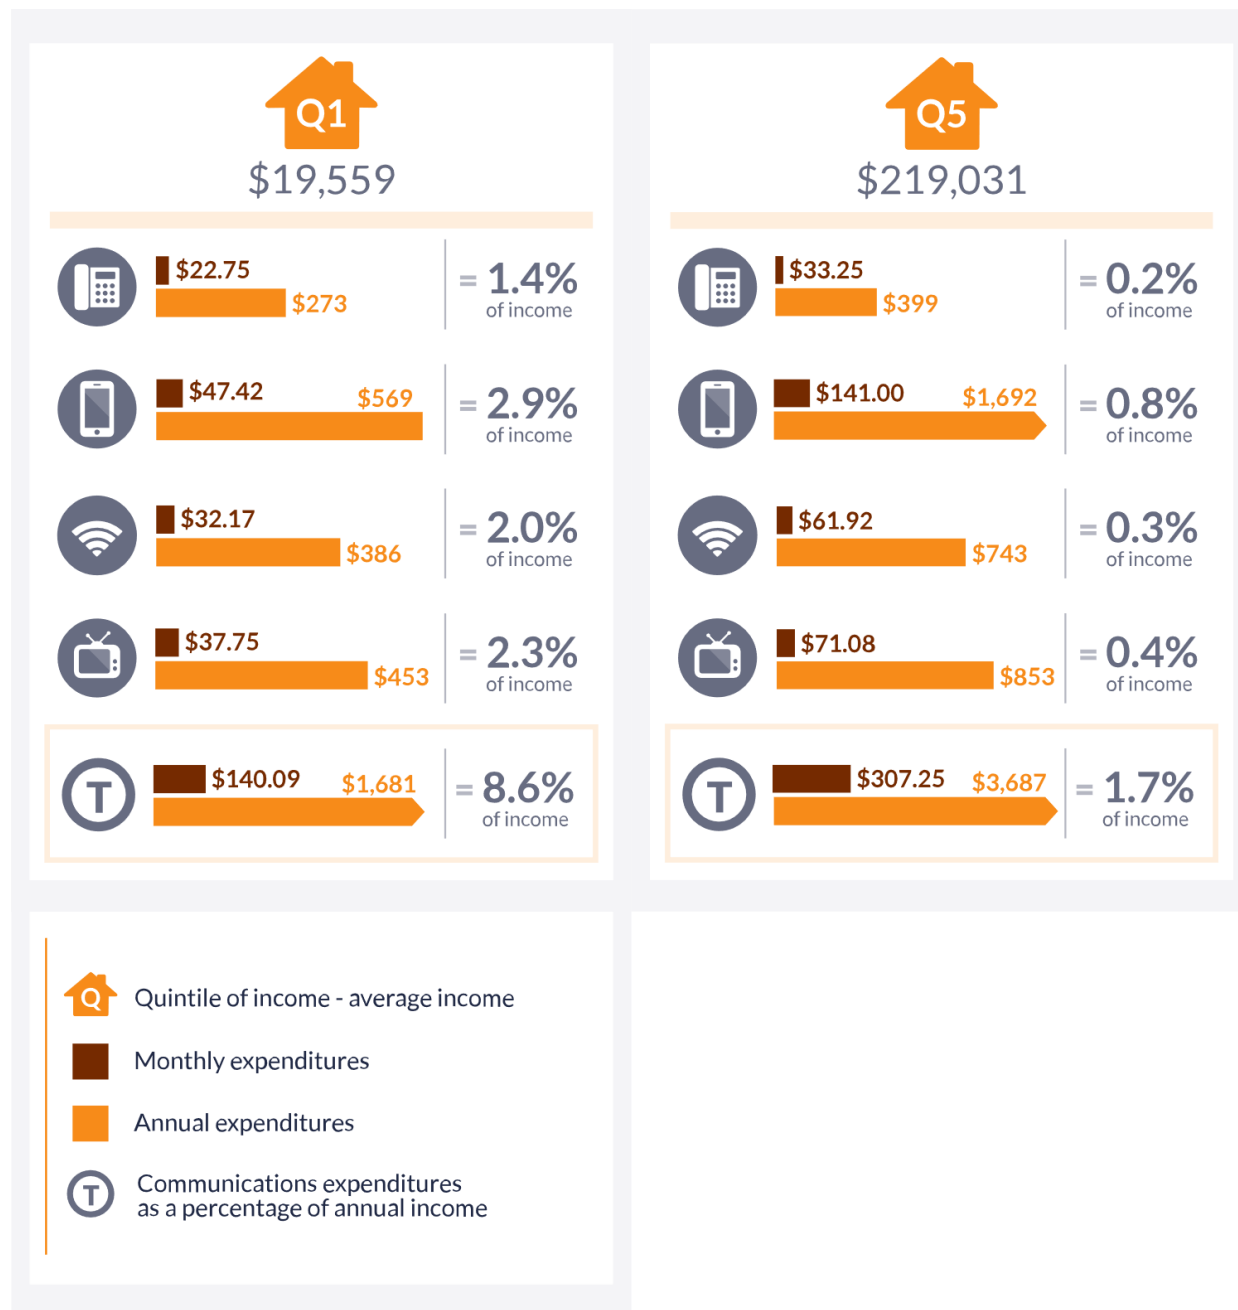 Q1
$19,559
$22.75
$273
= 1.4%
of income
$47.42
$569
= 2.9%
of income
$32.17
$386
= 2.0%
of income
$37.75
$453
= 2.3%
of income
T
$140.09
$1,681
= 8.6%
of income
Q5
$219,031
$33.25
$399
= 0.2%
of income
$141.00
$1,692
= 0.8%
of income
$61.92
$743
= 0.3%
of income
$71.08
$853
= 0.4%
of income
T
$307.25
$3,687
= 1.7%
of income
Q
Quintile of income - average income
Monthly expenditures
Annual expenditures
T
Communications expenditures
as a percentage of annual income